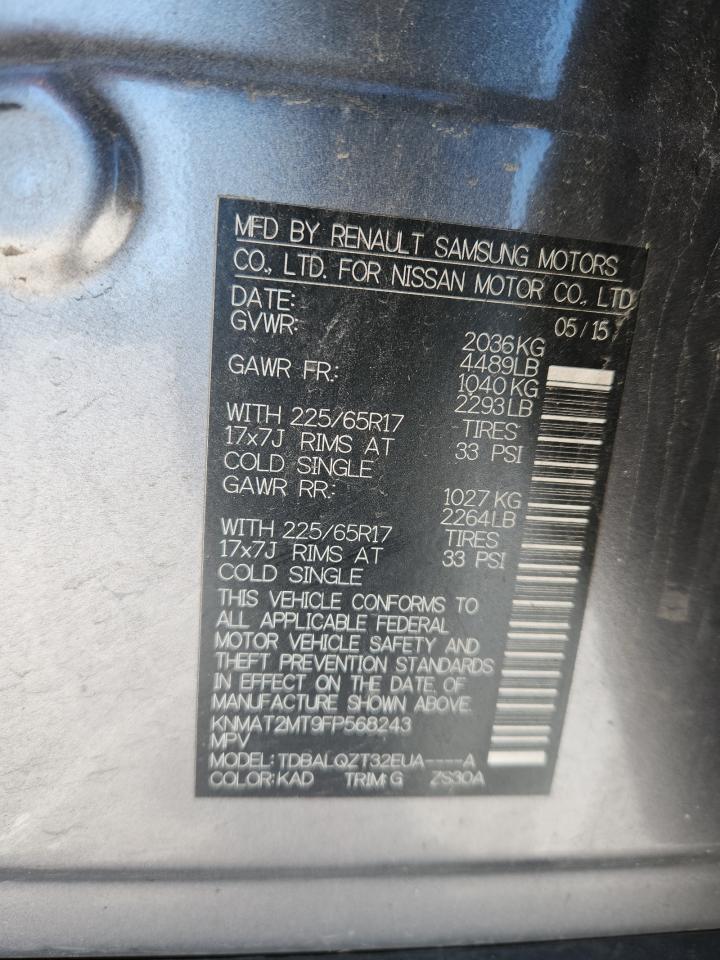 MFD BY RENAULT SAMSUNG MOTORS
CO., LTD. FOR NISSAN MOTOR CO., LTD
DATE: 05/15
GVWR: 2036KG
4489LB
GAWR FR.: 1040KG
2293LB
WITH 225/65R17 TIRES
17x7J RIMS AT 33 PSI
COLD SINGLE
GAWR RR.: 1027KG
2264LB
WITH 225/65R17 TIRES
17x7J RIMS AT 33 PSI
COLD SINGLE
THIS VEHICLE CONFORMS TO
ALL APPLICABLE FEDERAL
MOTOR VEHICLE SAFETY AND
THEFT PREVENTION STANDARDS
IN EFFECT ON THE DATE OF
MANUFACTURE SHOWN ABOVE.
KNMAT2MT9FP568243
MPV
MODEL:TDBALQZT32EUA----A
COLOR:KAD TRIM:G ZS30A